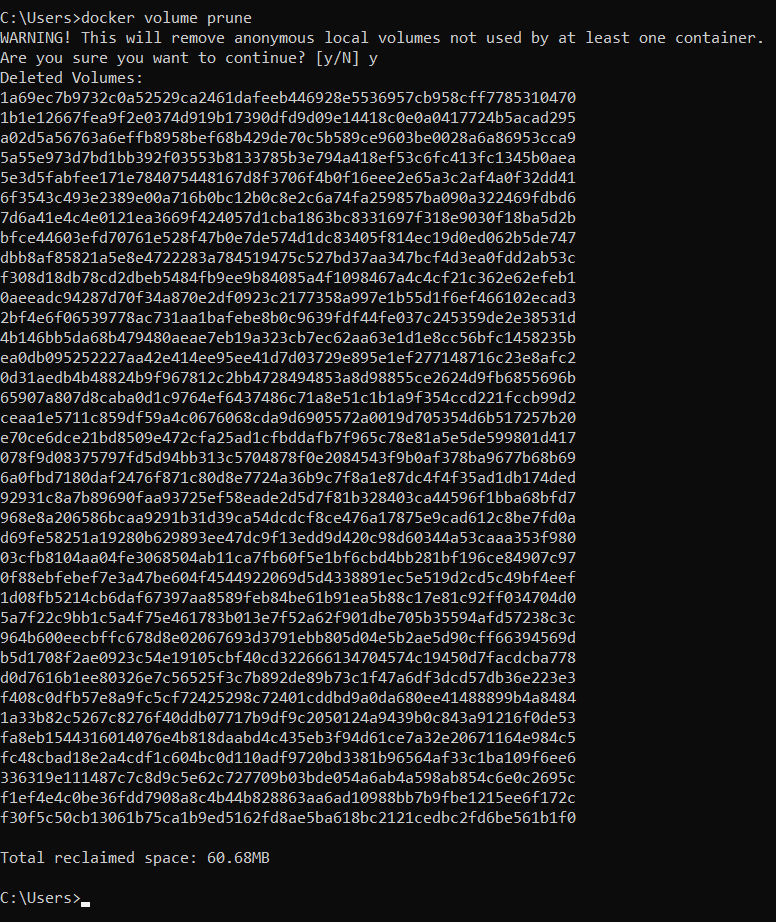 C:\Users>docker volume prune
WARNING! This will remove anonymous local volumes not used by at least one container.
Are you sure you want to continue? [y/N] y
Deleted Volumes:
1a69ec7b9732c0a52529ca2461dafeeb446928e5536957cb958cff7785310470
1b1e12667fea9f2e0374d919b17390dfd9d09e14418c0e0a0417724b5acad295
a02d5a56763a6effb8958bef68b429de70c5b589ce9603be0028a6a86953cca9
5a55e973d7bd1bb392f03553b8133785b3e794a418ef53c6fc413fc1345b0aea
5e3d5fabfee171e784075448167d8f3706f4b0f16eee2e65a3c2af4a0f32dd41
6f3543c493e2389e00a716b0bc12b0c8e2c6a74fa259857ba090a322469fdbd6
7d6a41e4c4e0121ea3669f424057d1cba1863bc8331697f318e9030f18ba5d2b
bfce44603efd70761e528f47b0e7de574d1dc83405f814ec19d0ed062b5de747
dbb8af85821a5e8e4722283a784519475c527bd37aa347bcf4d3ea0fdd2ab53c
f308d18db78cd2dbeb5484fb9ee9b84085a4f1098467a4c4cf21c362e62efeb1
0aeeadc94287d70f34a870e2df0923c2177358a997e1b55d1f6ef466102ecad3
2bf4e6f06539778ac731aa1bafebe8b0c9639fdf44fe037c245359de2e38531d
4b146bb5da68b479480aeae7eb19a323cb7ec62aa63e1d1e8cc56bfc1458235b
ea0db095252227aa42e414ee95ee41d7d03729e895e1ef277148716c23e8afc2
0d31aedb4b48824b9f967812c2bb4728494853a8d98855ce2624d9fb6855696b
65907a807d8caba0d1c9764ef6437486c71a8e51c1b1a9f354ccd221fccb99d2
ceaa1e5711c859df59a4c0676068cda9d6905572a0019d705354d6b517257b20
e70ce6dce21bd8509e472cfa25ad1cfbddafb7f965c78e81a5e5de599801d417
078f9d08375797fd5d94bb313c5704878f0e2084543f9b0af378ba9677b68b69
6a0fbd7180daf2476f871c80d8e7724a36b9c7f8a1e87dc4f4f35ad1db174ded
92931c8a7b89690faa93725ef58eade2d5d7f81b328403ca44596f1bba68bfd7
968e8a206586bcaa9291b31d39ca54dcdcf8ce476a17875e9cad612c8be7fd0a
d69fe58251a19280b629893ee47dc9f13edd9d420c98d60344a53caaa353f980
03cfb8104aa04fe3068504ab11ca7fb60f5e1bf6cbd4bb281bf196ce84907c97
0f88ebfebef7e3a47be604f4544922069d5d4338891ec5e519d2cd5c49bf4eef
1d08fb5214cb6daf67397aa8589feb84be61b91ea5b88c17e81c92ff034704d0
5a7f22c9bb1c5a4f75e461783b013e7f52a62f901dbe705b35594afd57238c3c
964b600eecbffc678d8e02067693d3791ebb805d04e5b2ae5d90cff66394569d
b5d1708f2ae0923c54e19105cbf40cd322666134704574c19450d7facdcba778
d0d7616b1ee80326e7c56525f3c7b892de89b73c1f47a6df3dcd57db36e223e3
f408c0dfb57e8a9fc5cf72425298c72401cddbd9a0da680ee41488899b4a8484
1a33b82c5267c8276f40ddb07717b9df9c2050124a9439b0c843a91216f0de53
fa8eb1544316014076e4b818daabd4c435eb3f94d61ce7a32e20671164e984c5
fc48cbad18e2a4cdf1c604bc0d110adf9720bd3381b96564af33c1ba109f6ee6
336319e111487c7c8d9c5e62c727709b03bde054a6ab4a598ab854c6e0c2695c
f1ef4e4c0be36fdd7908a8c4b44b828863aa6ad10988bb7b9fbe1215ee6f172c
f30f5c50cb13061b75ca1b9ed5162fd8ae5ba618bc2121cedbc2fd6be561b1f0
Total reclaimed space: 60.68MB
C:\Users>